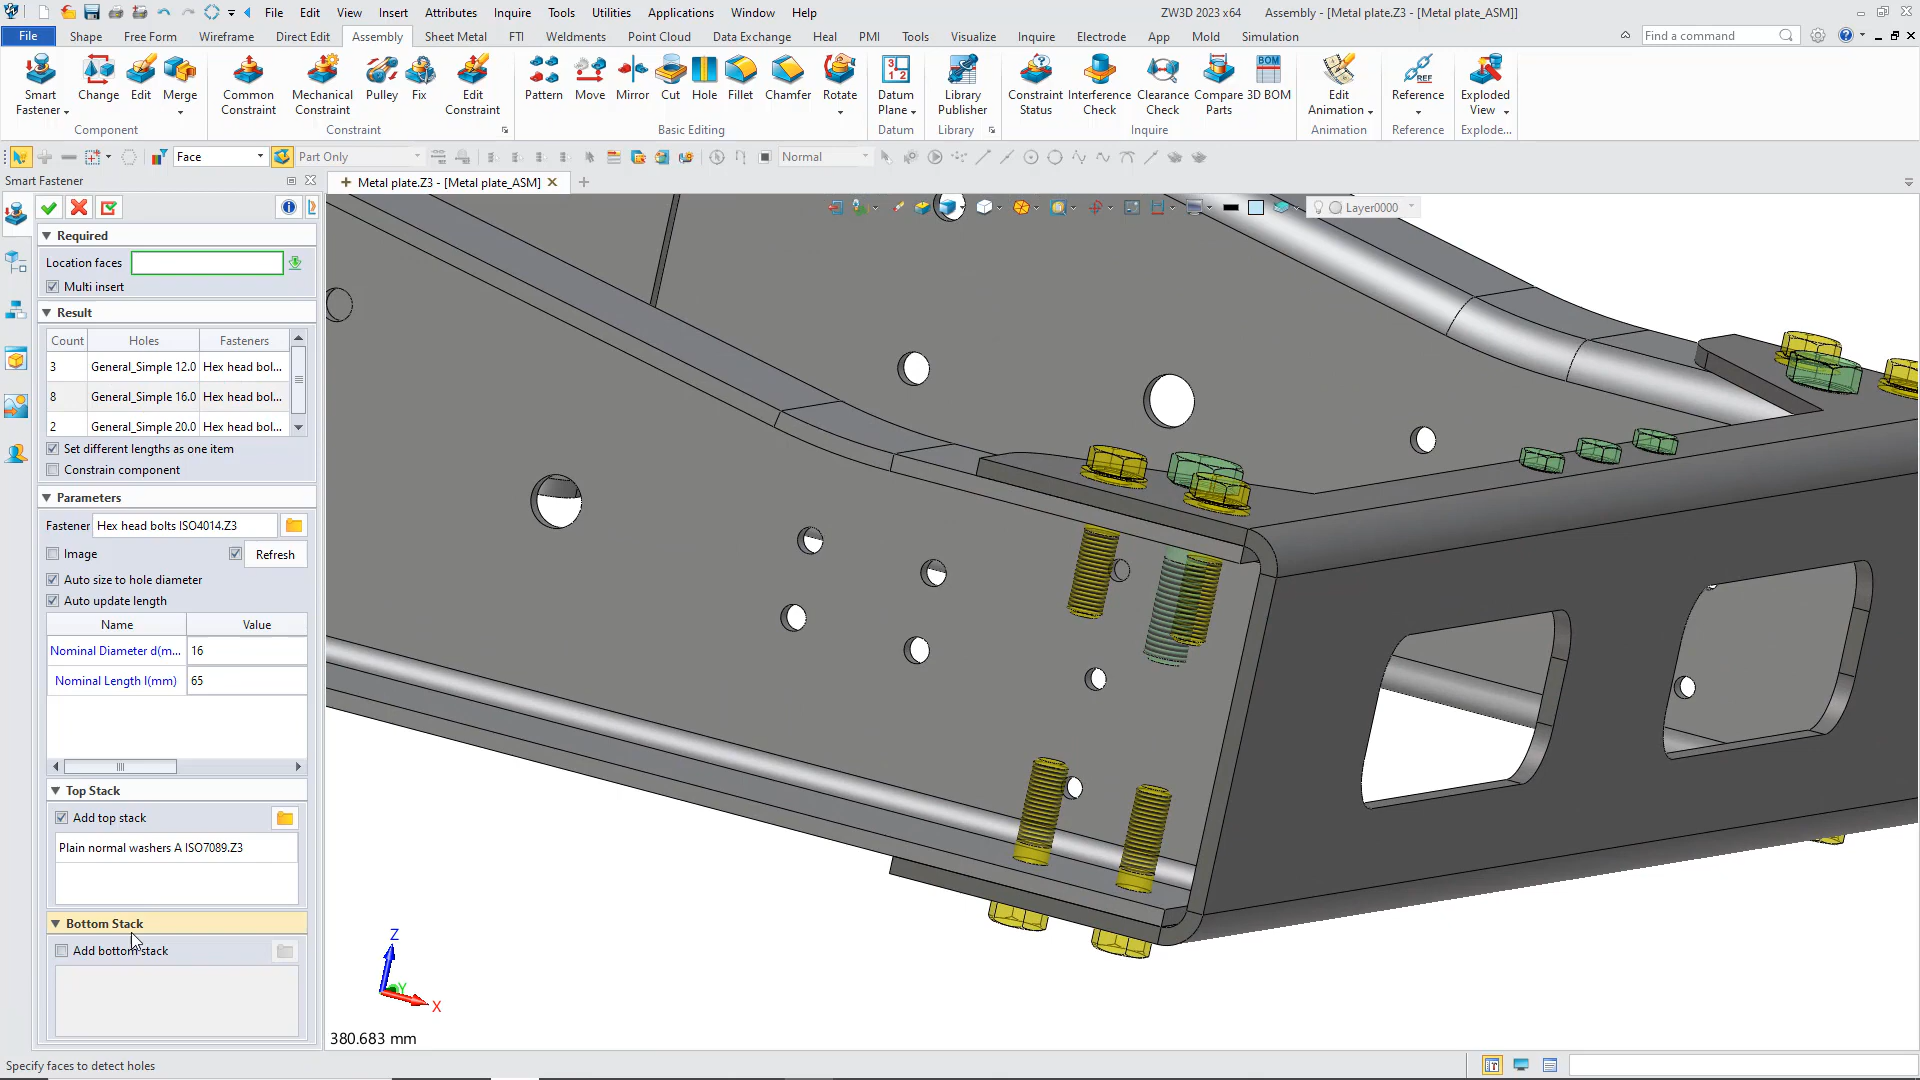 File Edit View Insert Attributes Inquire Tools Utilities Applications Window Help
ZW3D 2023 x64 Assembly - [Metal plate.Z3 - [Metal plate_ASM]]
File Shape Free Form Wireframe Direct Edit Assembly Sheet Metal FTI Weldments Point Cloud Data Exchange Heal PMI Tools Visualize Inquire Electrode App Mold Simulation
Find a command
Smart Fastener Change Edit Merge
Component
Common Constraint Mechanical Constraint Pulley Fix Edit Constraint
Constraint
Pattern Move Mirror Cut Hole Fillet Chamfer Rotate
Basic Editing
Datum Plane
Datum
Library Publisher
Library
Constraint Status Interference Check Clearance Check Compare Parts BOM 3D BOM
Inquire
Edit Animation
Animation
REF Reference
Reference
Exploded View
Explode...
Face Part Only Normal
Smart Fastener
Metal plate.Z3 - [Metal plate_ASM]
Layer0000
Required
Location faces
Multi insert
Result
Count Holes Fasteners
3 General_Simple 12.0 Hex head bol...
8 General_Simple 16.0 Hex head bol...
2 General_Simple 20.0 Hex head bol...
Set different lengths as one item
Constrain component
Parameters
Fastener Hex head bolts ISO4014.Z3
Image Refresh
Auto size to hole diameter
Auto update length
Name Value
Nominal Diameter d(m... 16
Nominal Length l(mm) 65
Top Stack
Add top stack
Plain normal washers A ISO7089.Z3
Bottom Stack
Add bottom stack
Z
Y
X
380.683 mm
Specify faces to detect holes